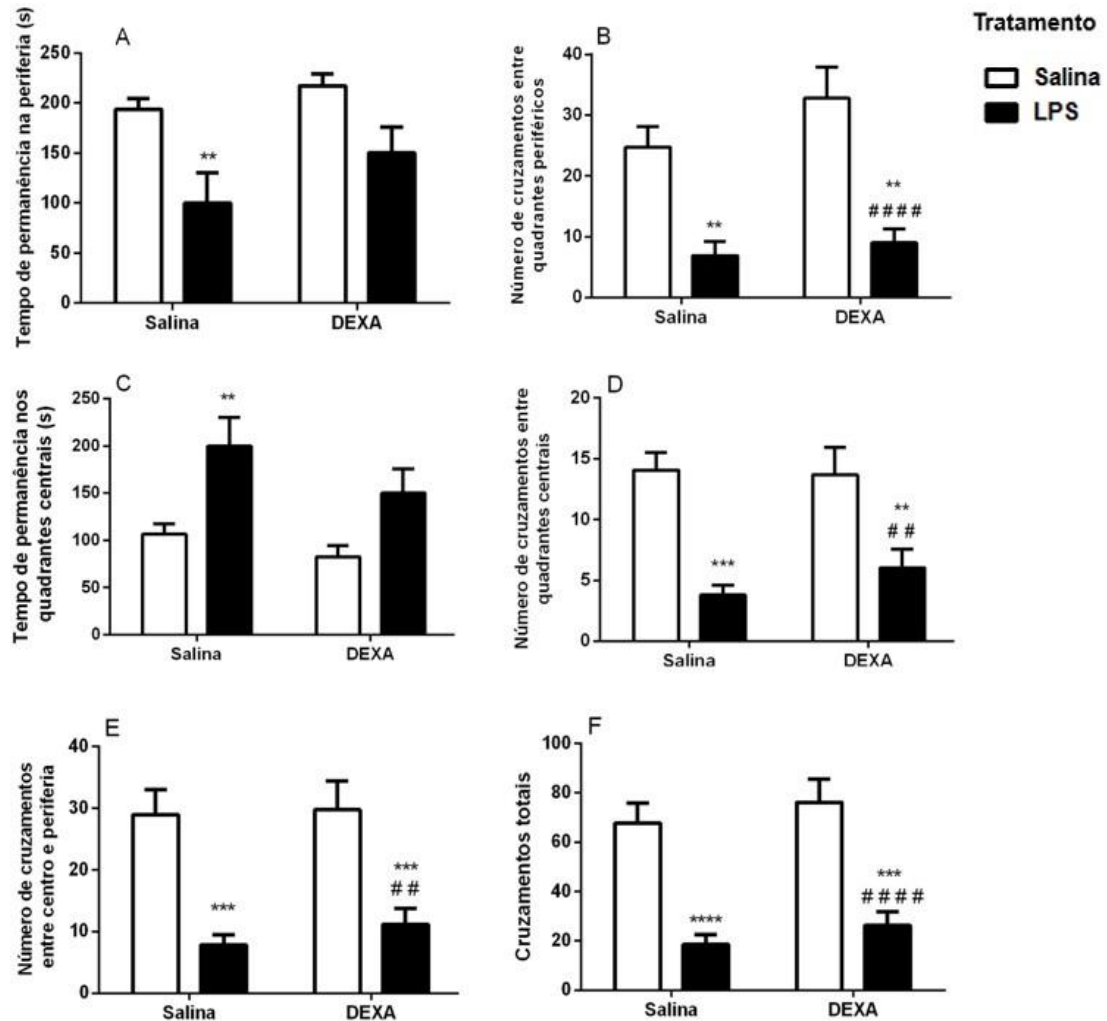 Tratamento
Salina
LPS
A
Tempo de permanência na periferia (s)
250
200
150
100
50
0
**
Salina
DEXA
B
Número de cruzamentos entre
quadrantes periféricos
40
30
20
10
0
**
**
####
Salina
DEXA
C
Tempo de permanência nos
quadrantes centrais (s)
250
200
150
100
50
0
**
Salina
DEXA
D
Número de cruzamentos entre
quadrantes centrais
20
15
10
5
0
***
**
##
Salina
DEXA
E
Número de cruzamentos
entre centro e periferia
40
30
20
10
0
***
***
##
Salina
DEXA
F
Cruzamentos totais
100
80
60
40
20
0
****
***
####
Salina
DEXA